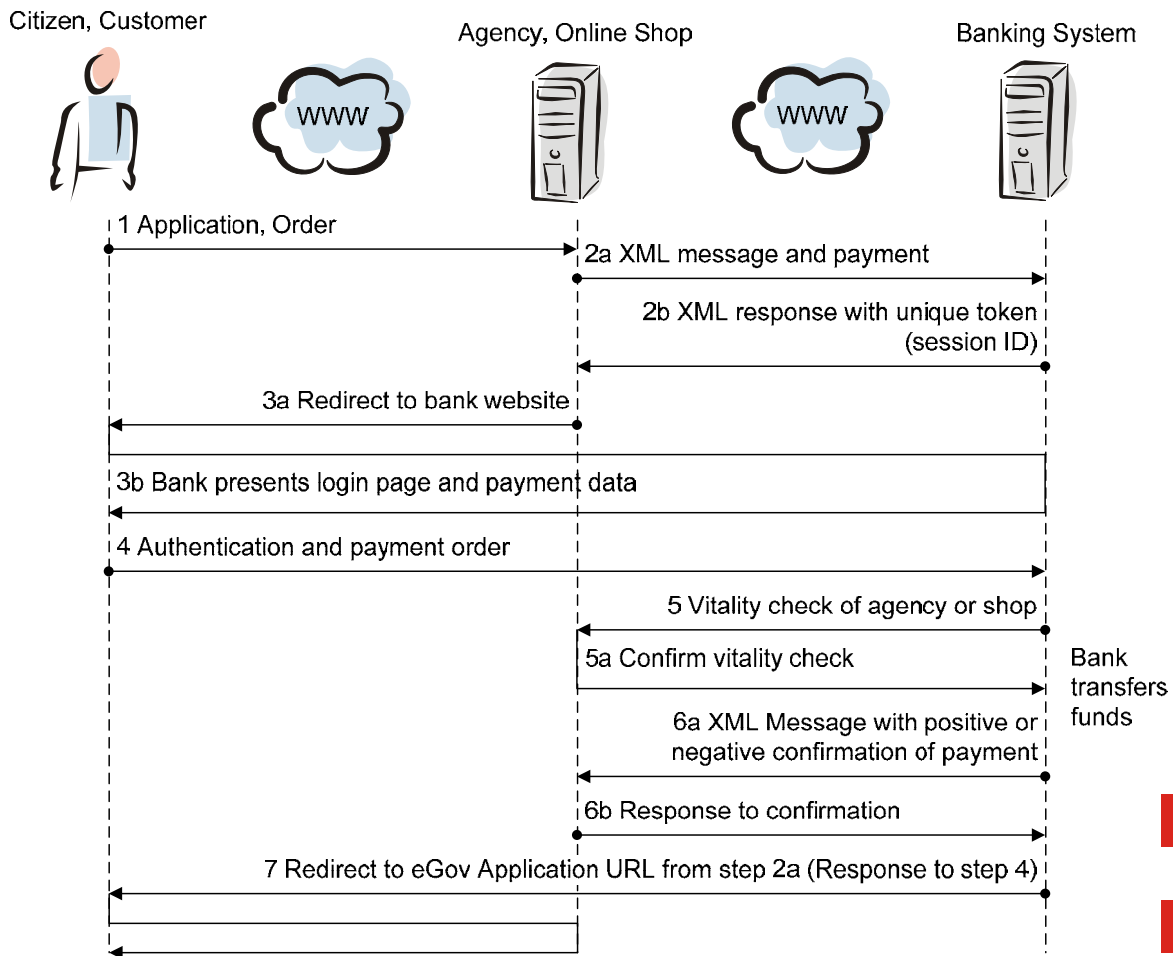 Citizen, Customer
Agency, Online Shop
Banking System
WWW
WWW
1 Application, Order
2a XML message and payment
2b XML response with unique token
(session ID)
3a Redirect to bank website
3b Bank presents login page and payment data
4 Authentication and payment order
5 Vitality check of agency or shop
5a Confirm vitality check
Bank
transfers
funds
6a XML Message with positive or
negative confirmation of payment
6b Response to confirmation
7 Redirect to eGov Application URL from step 2a (Response to step 4)